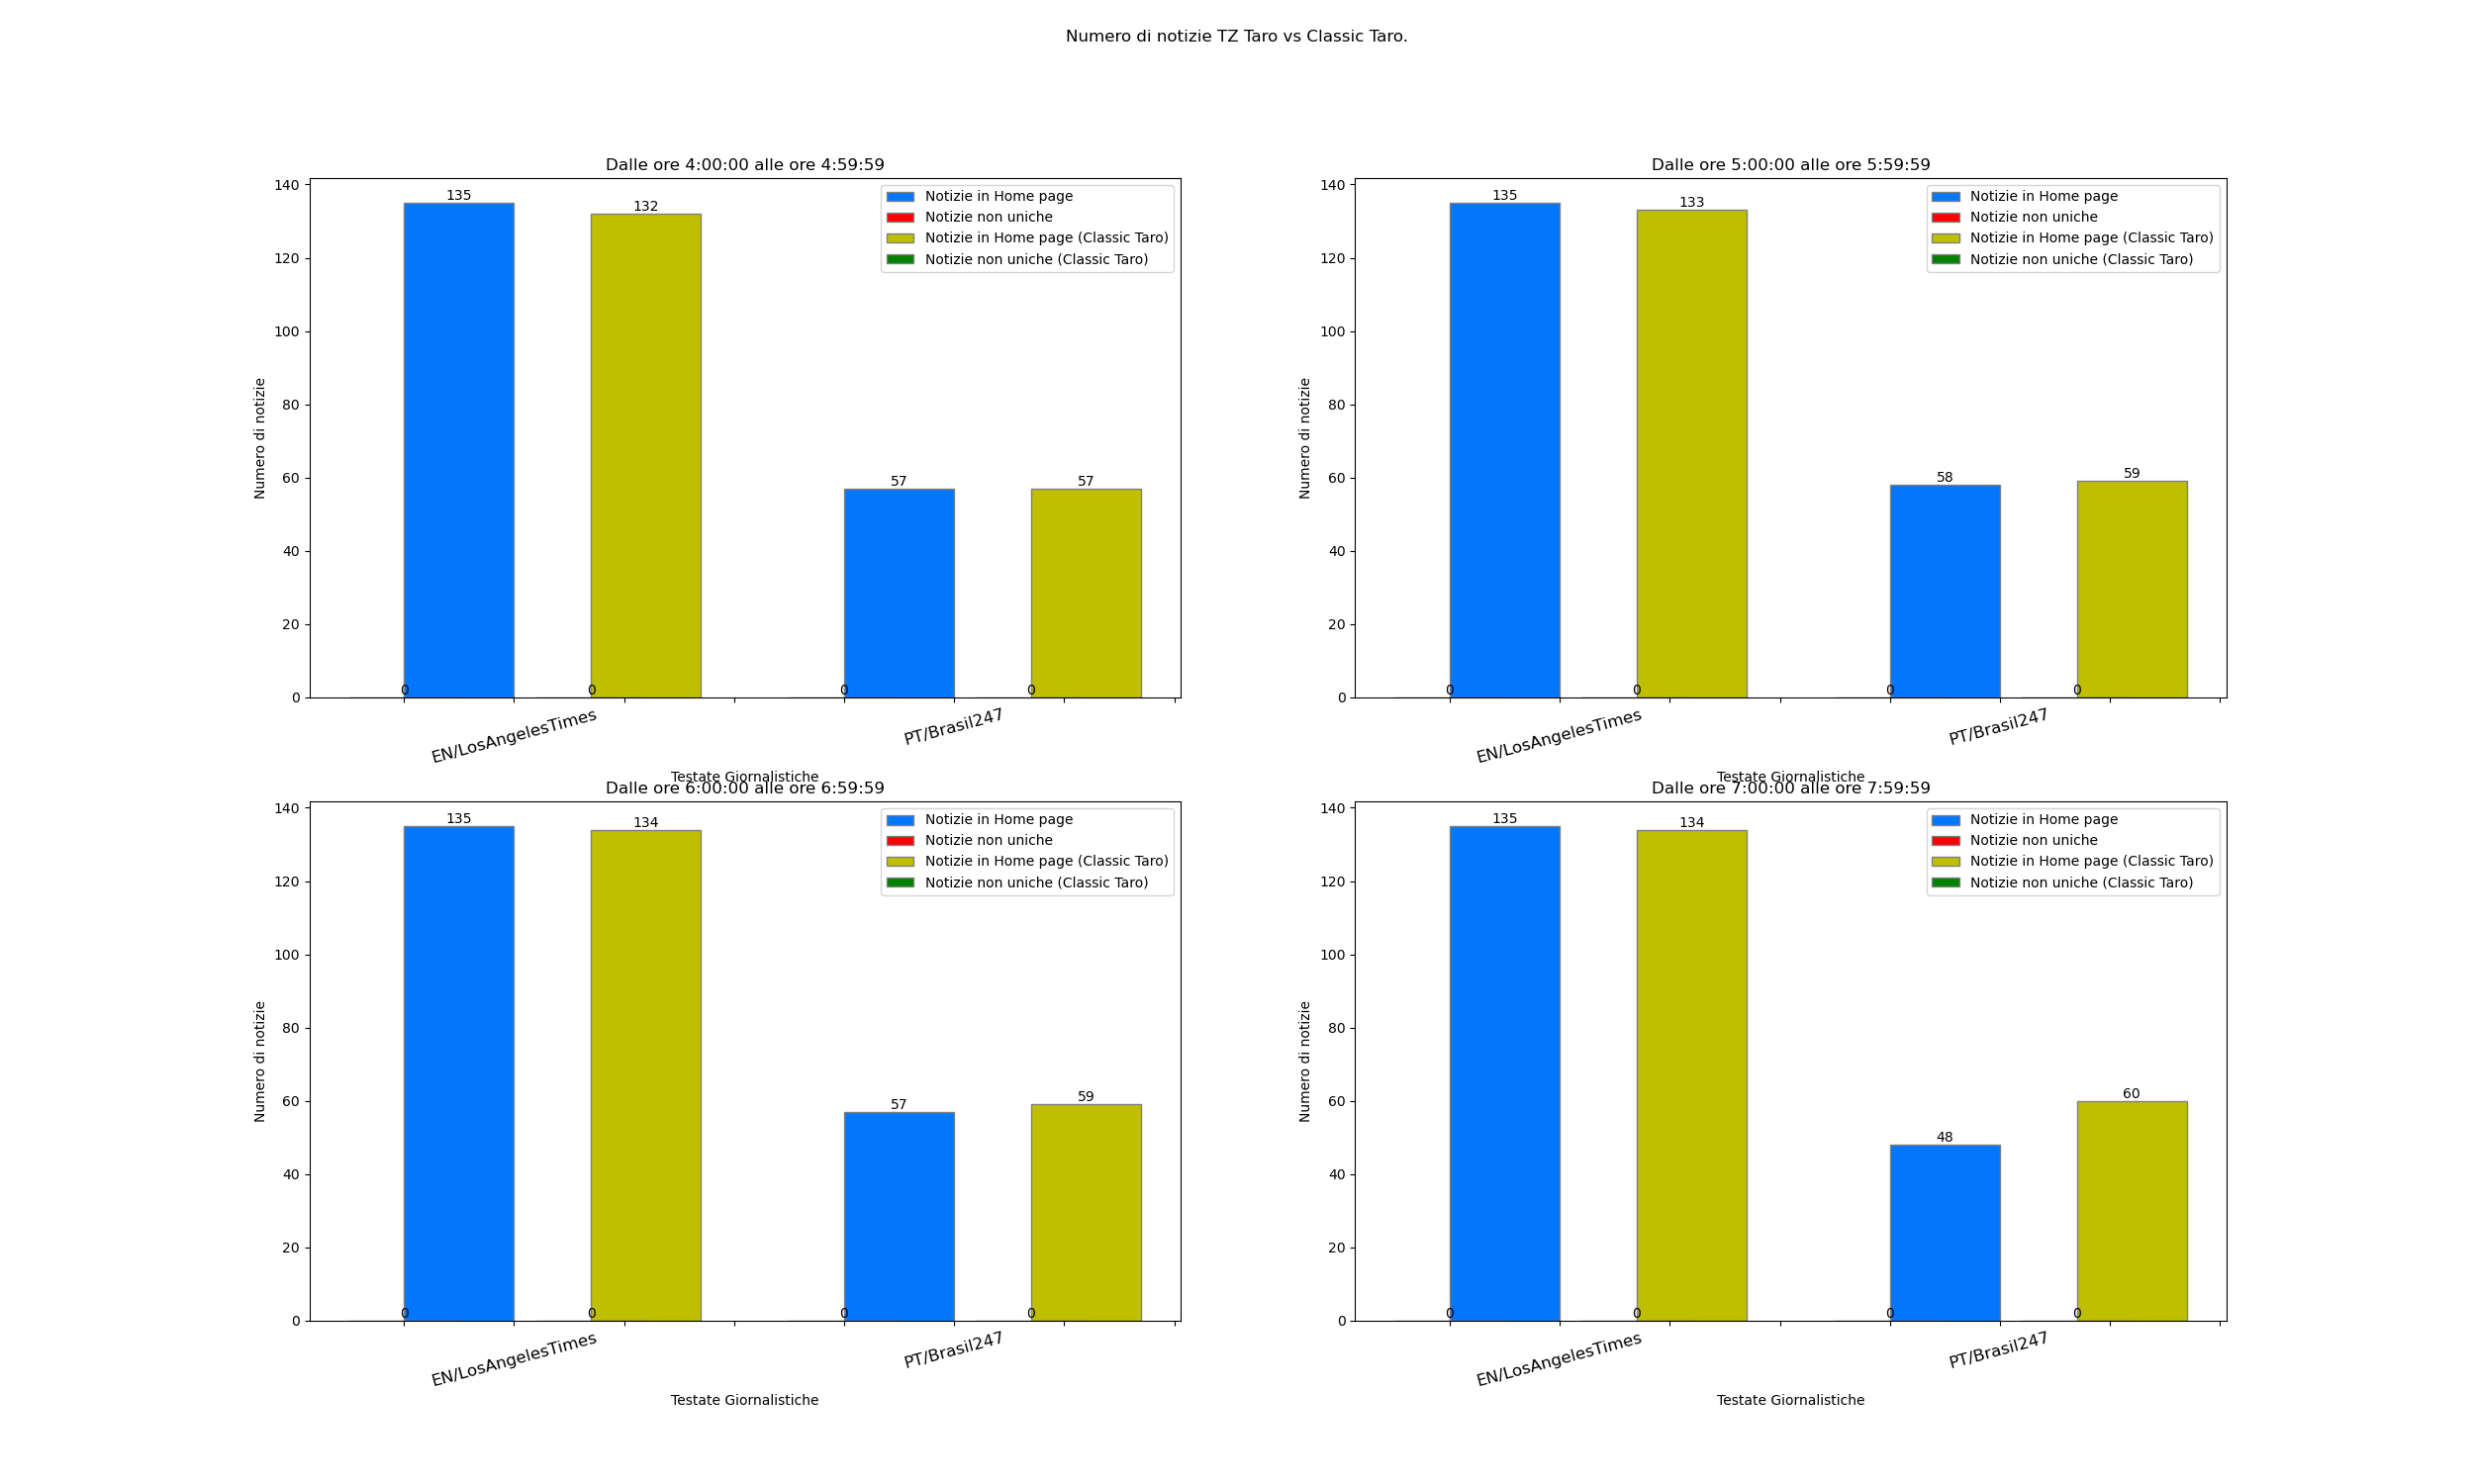 Numero di notizie TZ Taro vs Classic Taro.
Dalle ore 4:00:00 alle ore 4:59:59
Numero di notizie
140
120
100
80
60
40
20
0
135
132
57
57
0
0
0
0
Notizie in Home page
Notizie non uniche
Notizie in Home page (Classic Taro)
Notizie non uniche (Classic Taro)
EN/LosAngelesTimes
PT/Brasil247
Testate Giornalistiche
Dalle ore 5:00:00 alle ore 5:59:59
Numero di notizie
140
120
100
80
60
40
20
0
135
133
58
59
0
0
0
0
Notizie in Home page
Notizie non uniche
Notizie in Home page (Classic Taro)
Notizie non uniche (Classic Taro)
EN/LosAngelesTimes
PT/Brasil247
Testate Giornalistiche
Dalle ore 6:00:00 alle ore 6:59:59
Numero di notizie
140
120
100
80
60
40
20
0
135
134
57
59
0
0
0
0
Notizie in Home page
Notizie non uniche
Notizie in Home page (Classic Taro)
Notizie non uniche (Classic Taro)
EN/LosAngelesTimes
PT/Brasil247
Testate Giornalistiche
Dalle ore 7:00:00 alle ore 7:59:59
Numero di notizie
140
120
100
80
60
40
20
0
135
134
48
60
0
0
0
0
Notizie in Home page
Notizie non uniche
Notizie in Home page (Classic Taro)
Notizie non uniche (Classic Taro)
EN/LosAngelesTimes
PT/Brasil247
Testate Giornalistiche